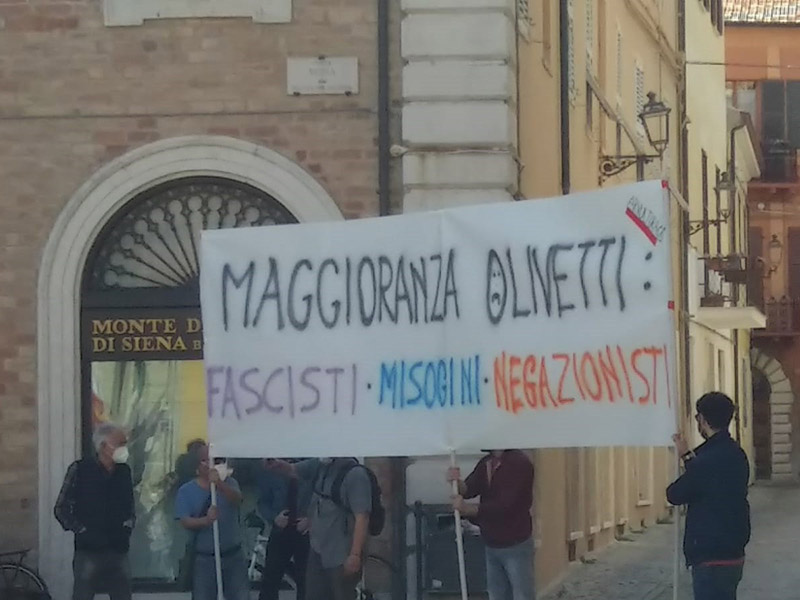 MAGGIORANZA OLIVETTI:
FASCISTI · MISOGINI · NEGAZIONISTI
MONTE D
DI SIENA B